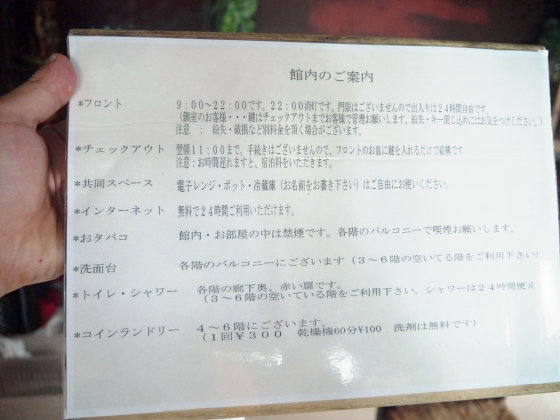 館内のご案内
*フロント 9:00~22:00です。22:00消灯です。門限はございませんので出入りは24時間自由です。
(個室のお客様・・・鍵はチェックアウトまでお客様で管理お願いします。紛失・キー閉じ込めにはお気をつけください。)
注意 : 紛失・破損など別料金を頂く場合がございます。
*チェックアウト 翌朝11:00まで。手続きはございませんので、フロントのお皿に鍵を入れるだけで結構です
注意:お時間遅れますと、宿泊料をいただきます。
*共同スペース 電子レンジ・ポット・冷蔵庫(お名前をお書き下さい)はご自由にお使いください。
*インターネット 無料で24時間ご利用いただけます。
*おタバコ 館内・お部屋の中は禁煙です。各階のバルコニーで喫煙お願いします。
*洗面台 各階のバルコニーにございます(3~6階の空いてる階をご利用下さい)
*トイレ・シャワー 各階の廊下奥、赤い扉です。
(3~6階の空いている階をご利用下さい。シャワーは24時間使え
*コインランドリー 4~6階にございます。
(1回¥300 乾燥機60分¥100 洗剤は無料です)